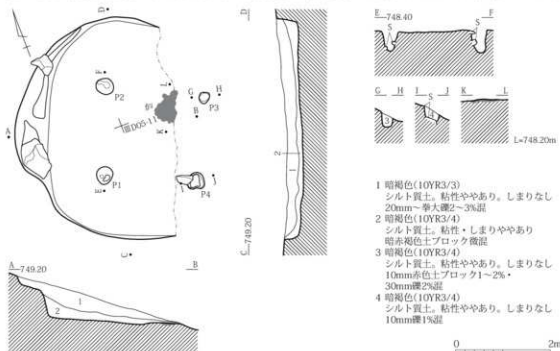 D
E 748.40 F
S S
F
L
P2
炉
G H
P3
B
G H I J K L
S
3 4
L=748.20m
A
D05-11
K
2
1
E
P1
I J
P4
1 暗褐色(10YR3/3)
シルト質土。粘性ややあり。しまりなし
20mm～拳大礫2～3%混
2 暗褐色(10YR3/4)
シルト質土。粘性・しまりややあり
暗赤褐色土ブロック微混
3 暗褐色(10YR3/4)
シルト質土。粘性ややあり。しまりなし
10mm赤色土ブロック1～2%・
30mm礫2%混
4 暗褐色(10YR3/4)
シルト質土。粘性ややあり。しまりなし
10mm礫1%混
C
C 749.20
D
A 749.20 B
1
2
0 2m